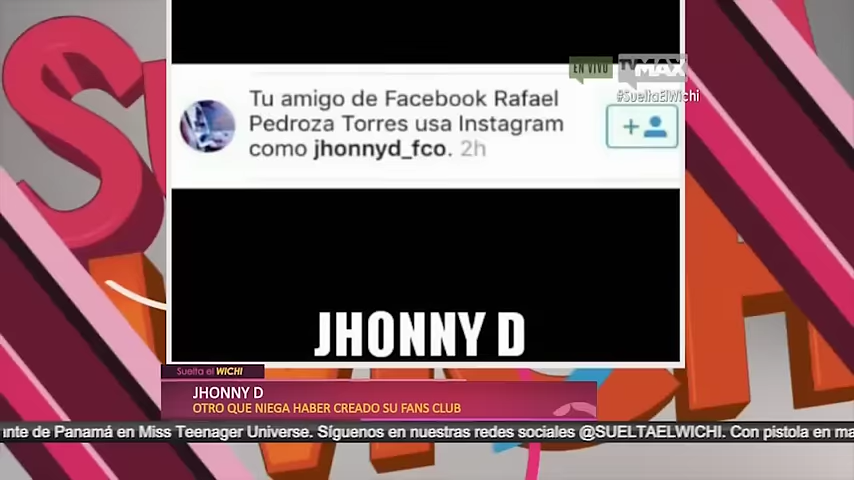 EN VIVO
TVMAX
#SueltaElWichi
Tu amigo de Facebook Rafael
Pedroza Torres usa Instagram
como jhonnyd_fco. 2h
JHONNY D
Suelta el WICHI
JHONNY D
OTRO QUE NIEGA HABER CREADO SU FANS CLUB
ante de Panamá en Miss Teenager Universe. Síguenos en nuestras redes sociales @SUELTAELWICHI. Con pistola en ma